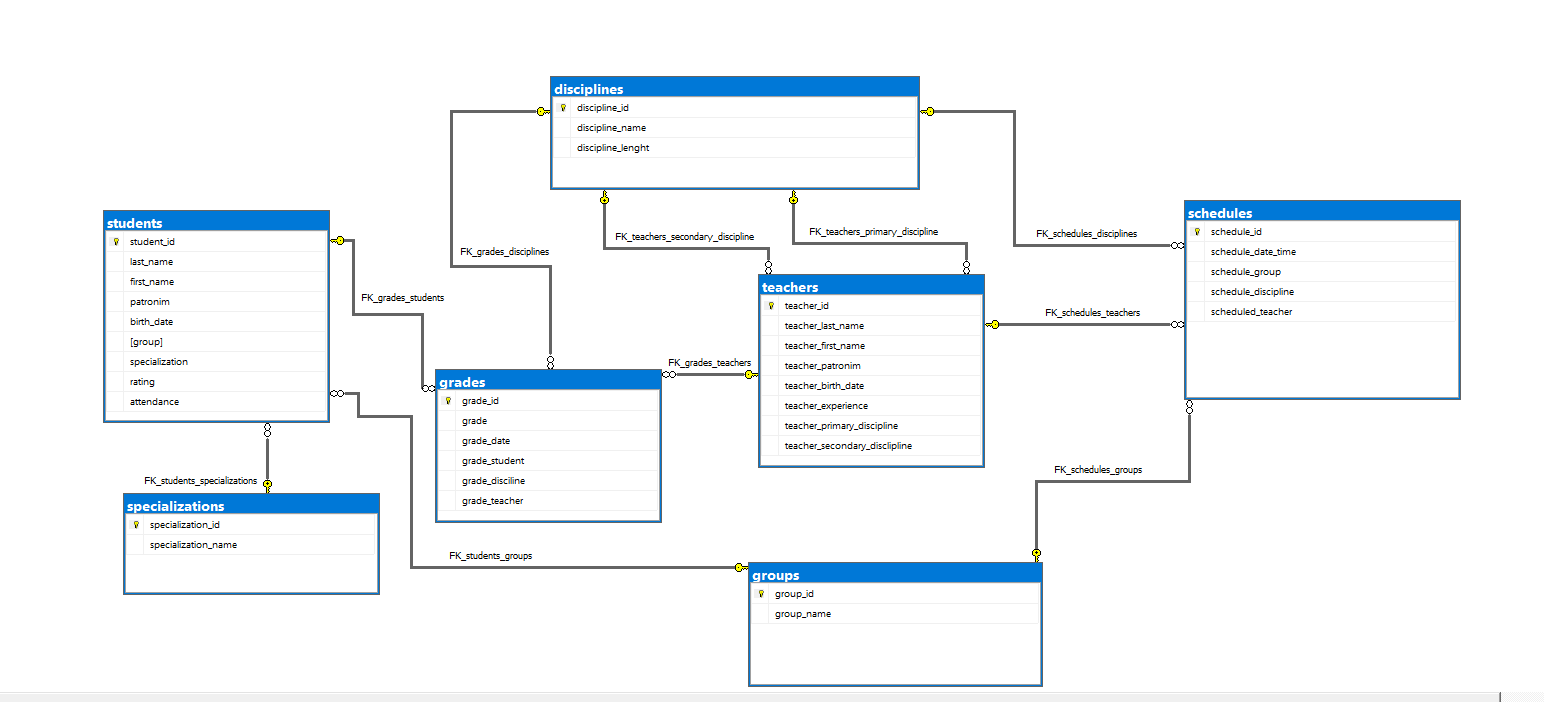 disciplines
discipline_id
discipline_name
discipline_lenght
students
student_id
last_name
first_name
patronim
birth_date
[group]
specialization
rating
attendance
schedules
schedule_id
schedule_date_time
schedule_group
schedule_discipline
scheduled_teacher
FK_teachers_secondary_discipline
FK_teachers_primary_discipline
FK_schedules_disciplines
FK_grades_disciplines
FK_grades_students
teachers
teacher_id
teacher_last_name
teacher_first_name
teacher_patronim
teacher_birth_date
teacher_experience
teacher_primary_discipline
teacher_secondary_disclipline
FK_schedules_teachers
FK_grades_teachers
grades
grade_id
grade
grade_date
grade_student
grade_disciline
grade_teacher
FK_schedules_groups
FK_students_specializations
specializations
specialization_id
specialization_name
FK_students_groups
groups
group_id
group_name